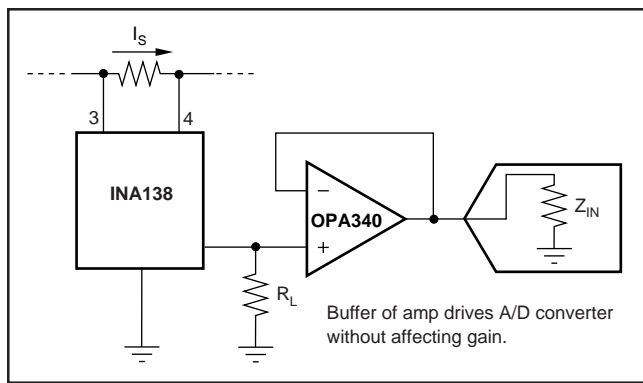 I_S
3
4
INA138
−
OPA340
+
Z_IN
R_L
Buffer of amp drives A/D converter
without affecting gain.